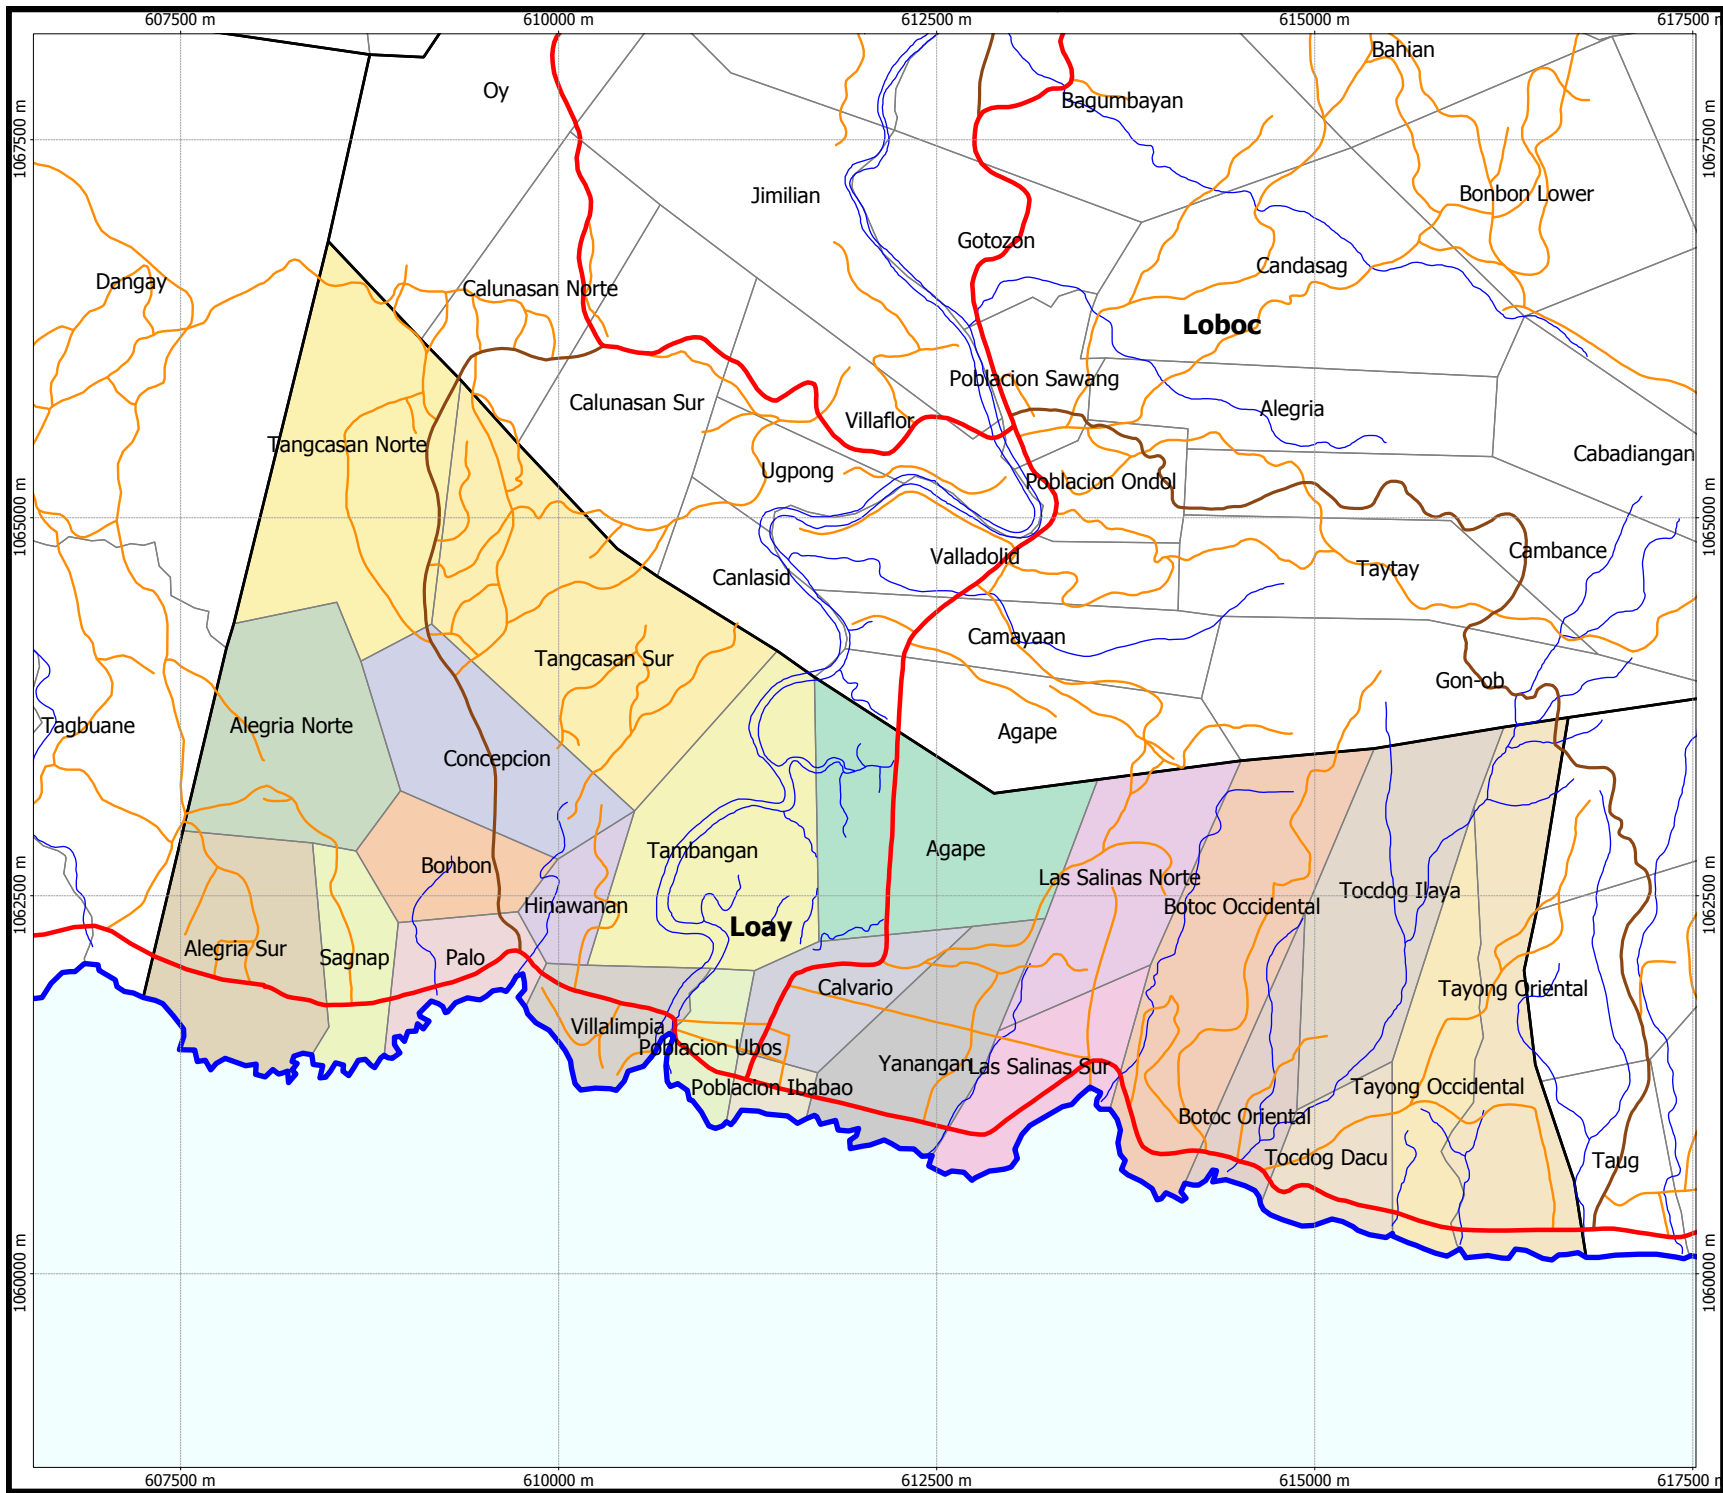 607500 m
610000 m
612500 m
615000 m
617500 m
Bahian
Oy
Bagumbayan
1067500 m
1067500 m
Jimilian
Bonbon Lower
Gotozon
Candasag
Dangay
Calunasan Norte
Loboc
Poblacion Sawang
Calunasan Sur
Alegria
Villaflor
Tangcasan Norte
Cabadiangan
Ugpong
Poblacion Ondol
1065000 m
1065000 m
Valladolid
Cambance
Canlasid
Taytay
Camayaan
Tangcasan Sur
Gon-ob
Tagbuane
Alegria Norte
Agape
Concepcion
Tambangan
Agape
Bonbon
Las Salinas Norte
Tocdog Ilaya
1062500 m
1062500 m
Hinawanan
Botoc Occidental
Loay
Alegria Sur
Sagnap
Palo
Calvario
Tayong Oriental
Villalimpia
Poblacion Ubos
Yanangan
Las Salinas Sur
Poblacion Ibabao
Tayong Occidental
Botoc Oriental
Tocdog Dacu
Taug
1060000 m
1060000 m
607500 m
610000 m
612500 m
615000 m
617500 m